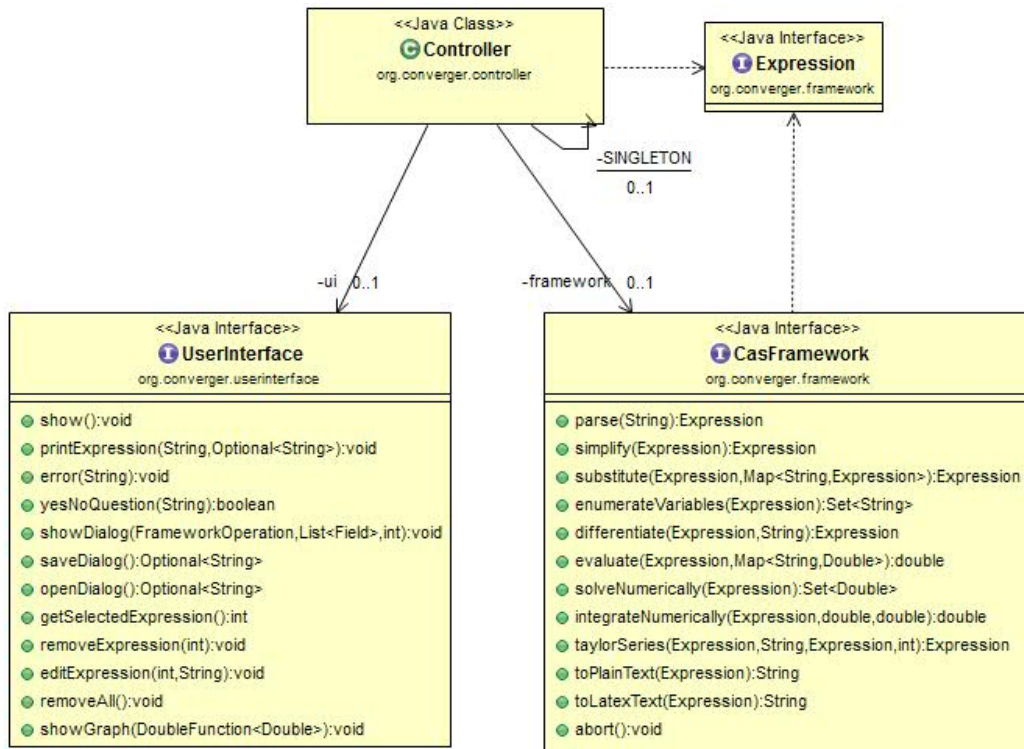 <<Java Class>>
Controller
org.converger.controller
<<Java Interface>>
Expression
org.converger.framework
-SINGLETON
0..1
-ui 0..1
-framework 0..1
<<Java Interface>>
UserInterface
org.converger.userinterface
show():void
printExpression(String,Optional<String>):void
error(String):void
yesNoQuestion(String):boolean
showDialog(FrameworkOperation,List<Field>,int):void
saveDialog():Optional<String>
openDialog():Optional<String>
getSelectedExpression():int
removeExpression(int):void
editExpression(int,String):void
removeAll():void
showGraph(DoubleFunction<Double>):void
<<Java Interface>>
CasFramework
org.converger.framework
parse(String):Expression
simplify(Expression):Expression
substitute(Expression,Map<String,Expression>):Expression
enumerateVariables(Expression):Set<String>
differentiate(Expression,String):Expression
evaluate(Expression,Map<String,Double>):double
solveNumerically(Expression):Set<Double>
integrateNumerically(Expression,double,double):double
taylorSeries(Expression,String,Expression,int):Expression
toPlainText(Expression):String
toLatexText(Expression):String
abort():void